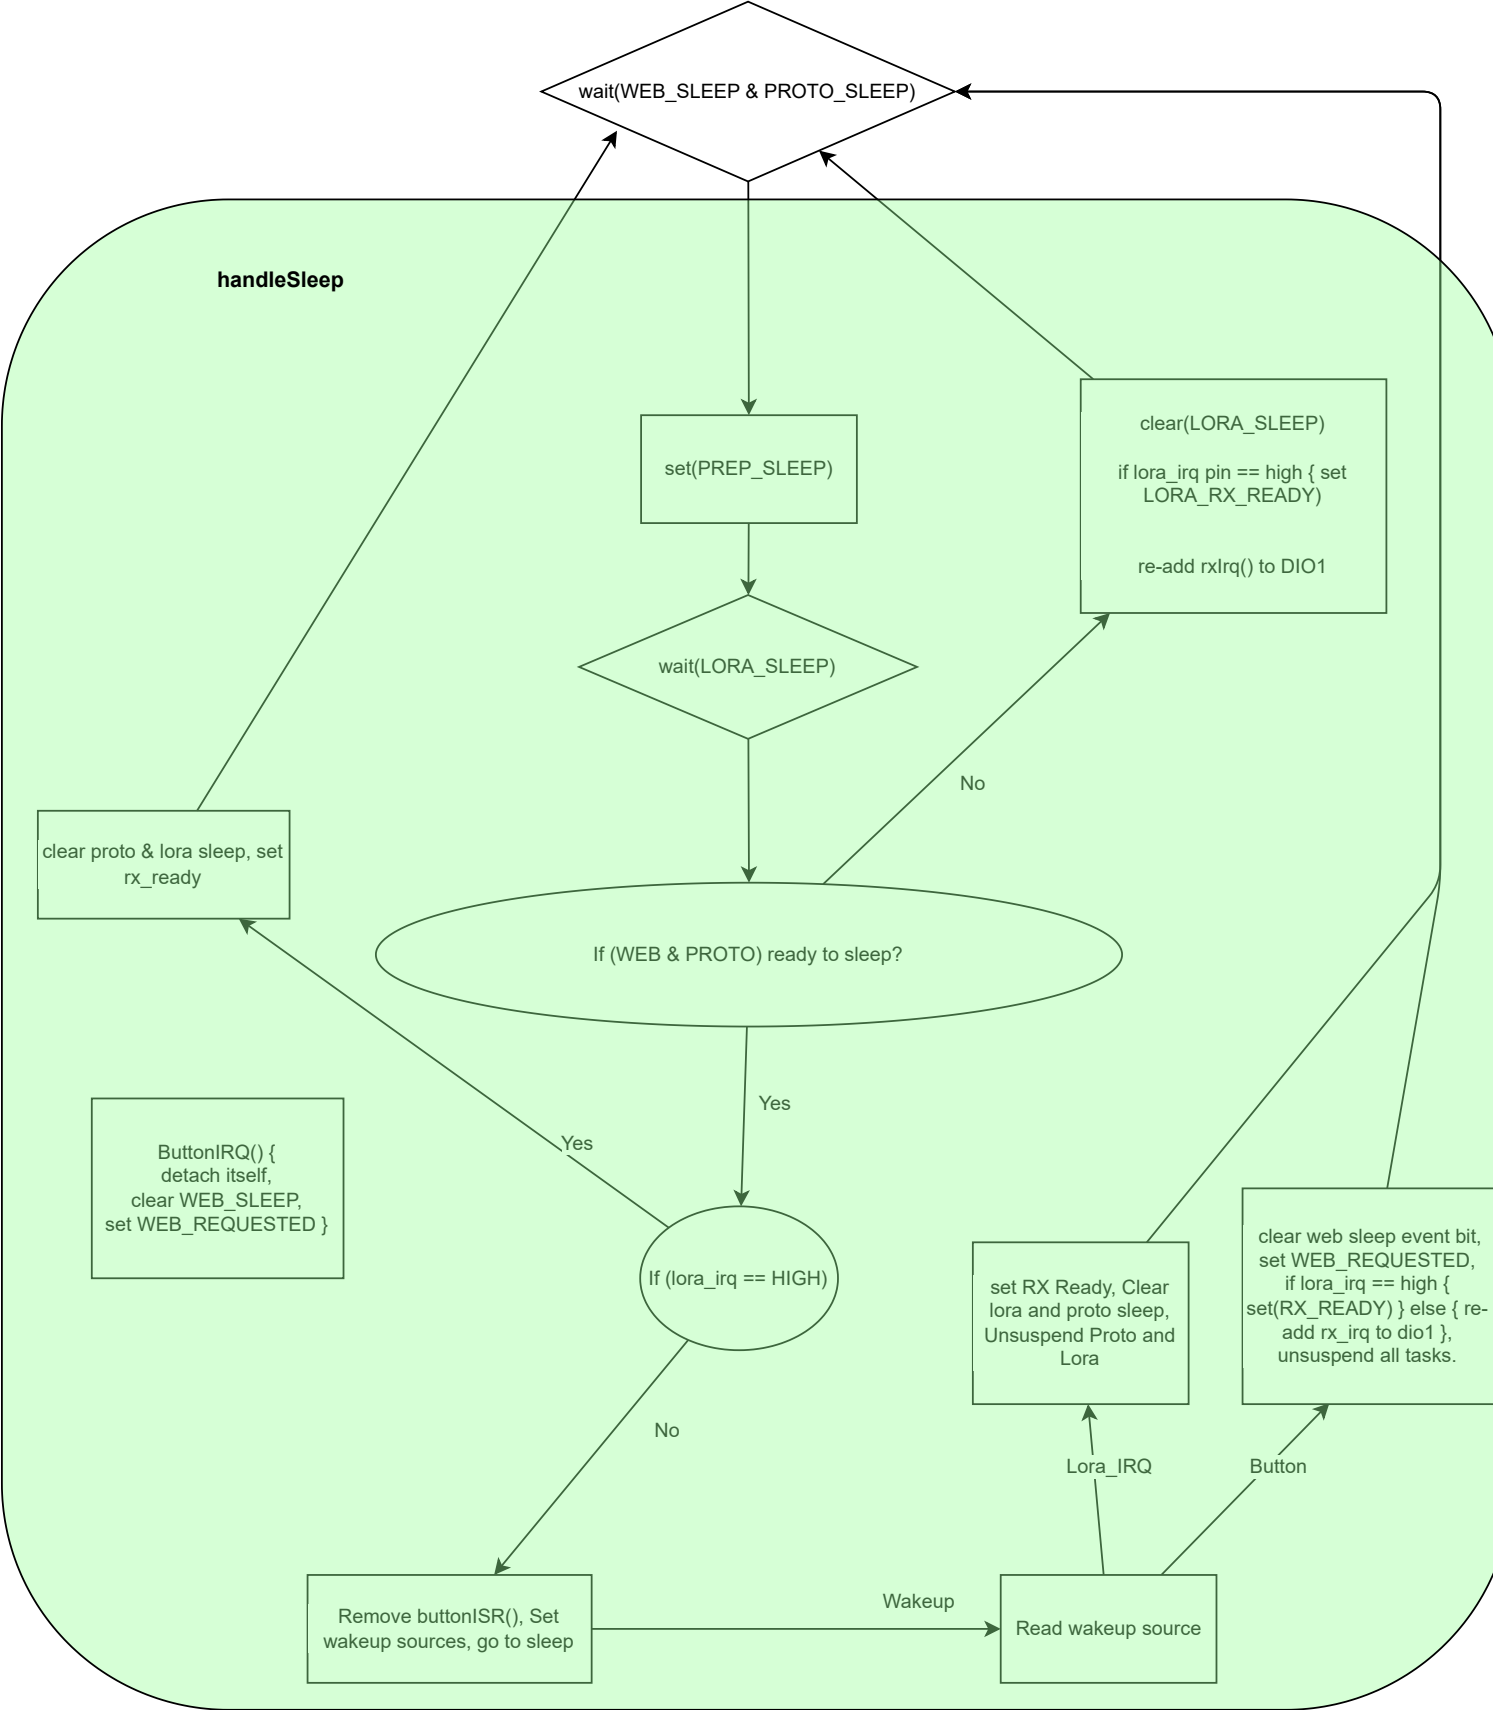 wait(WEB_SLEEP & PROTO_SLEEP)
handleSleep
set(PREP_SLEEP)
clear(LORA_SLEEP)
if lora_irq pin == high { set
LORA_RX_READY)
re-add rxIrq() to DIO1
wait(LORA_SLEEP)
No
clear proto & lora sleep, set
rx_ready
If (WEB & PROTO) ready to sleep?
Yes
Yes
ButtonIRQ() {
detach itself,
clear WEB_SLEEP,
set WEB_REQUESTED }
If (lora_irq == HIGH)
set RX Ready, Clear
lora and proto sleep,
Unsuspend Proto and
Lora
clear web sleep event bit,
set WEB_REQUESTED,
if lora_irq == high {
set(RX_READY) } else { re-
add rx_irq to dio1 },
unsuspend all tasks.
No
Lora_IRQ
Button
Remove buttonISR(), Set
wakeup sources, go to sleep
Wakeup
Read wakeup source